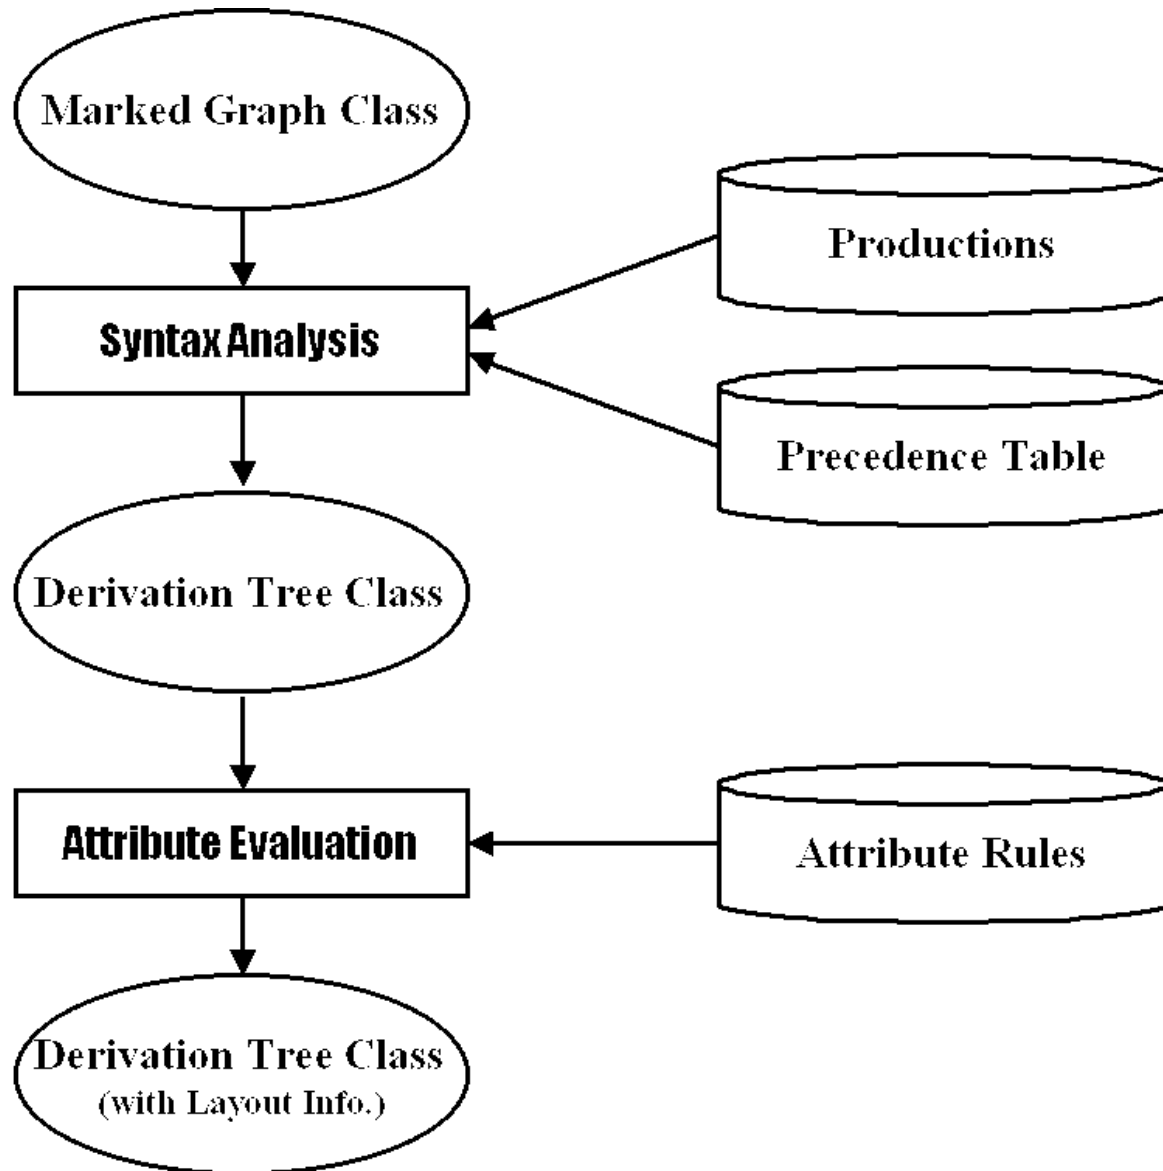 Marked Graph Class
Productions
Syntax Analysis
Precedence Table
Derivation Tree Class
Attribute Evaluation
Attribute Rules
Derivation Tree Class
(with Layout Info.)